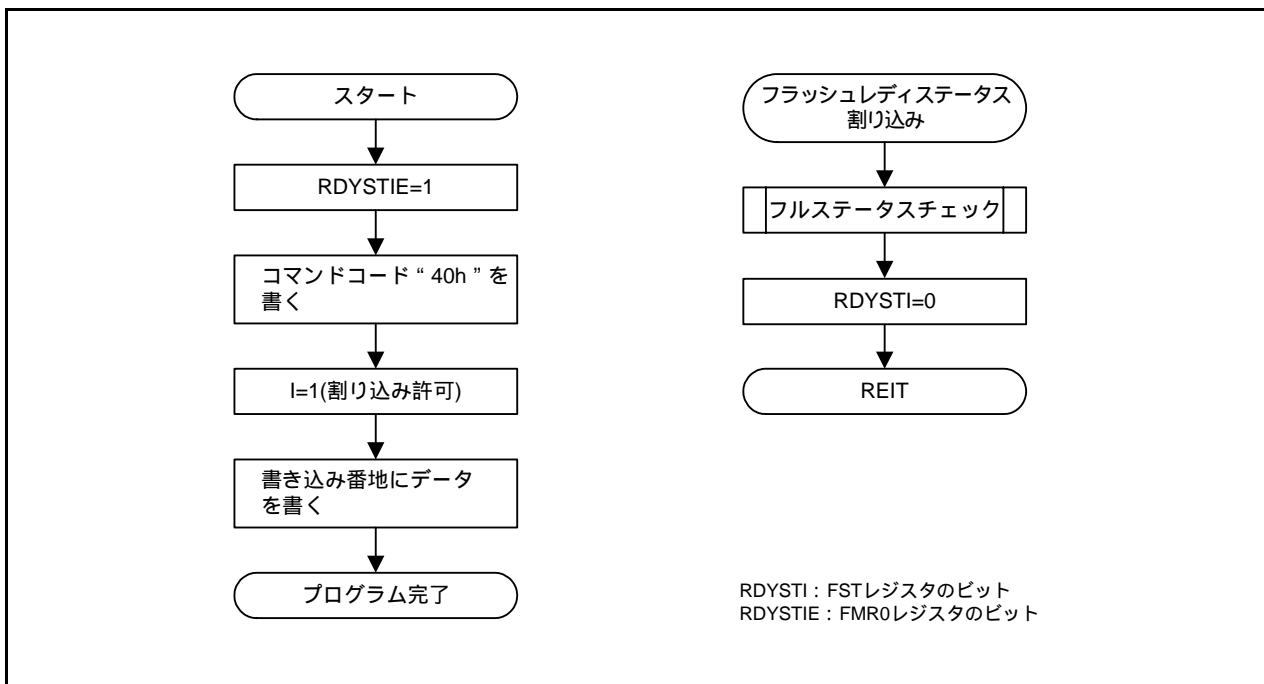 スタート
RDYSTIE=1
コマンドコード“40h”を
書く
I=1(割り込み許可)
書き込み番地にデータ
を書く
プログラム完了
フラッシュレディステータス
割り込み
フルステータスチェック
RDYSTI=0
REIT
RDYSTI：FSTレジスタのビット
RDYSTIE：FMR0レジスタのビット